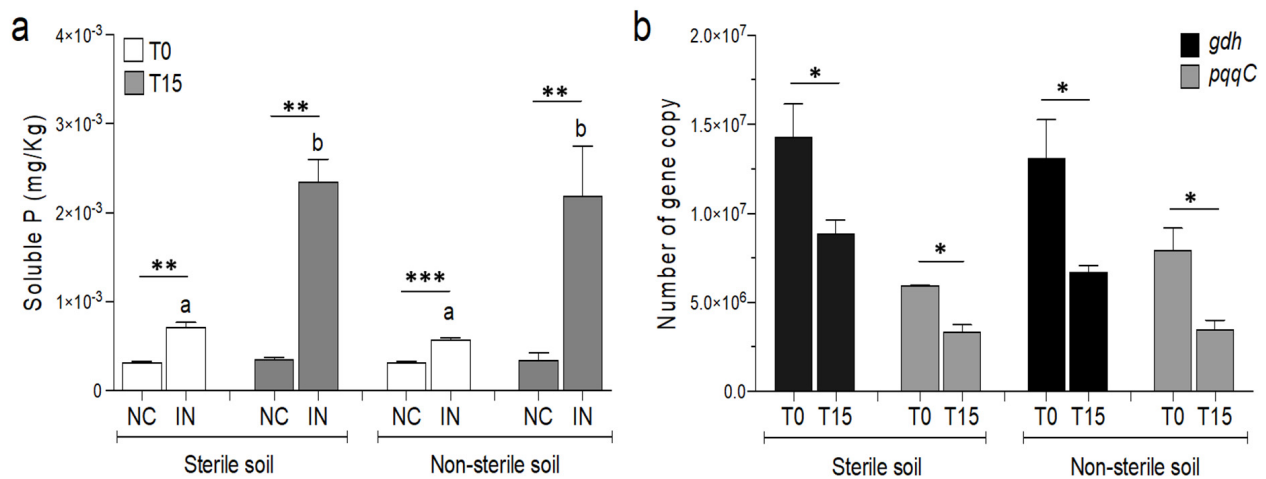 a
Soluble P (mg/Kg)
4×10⁻³
3×10⁻³
2×10⁻³
1×10⁻³
0
T0
T15
**
a
**
b
***
a
**
b
NC IN NC IN NC IN NC IN
Sterile soil Non-sterile soil
b
Number of gene copy
2.0×10⁷
1.5×10⁷
1.0×10⁷
5.0×10⁶
0.0
gdh
pqqC
*
*
*
*
T0 T15 T0 T15 T0 T15 T0 T15
Sterile soil Non-sterile soil